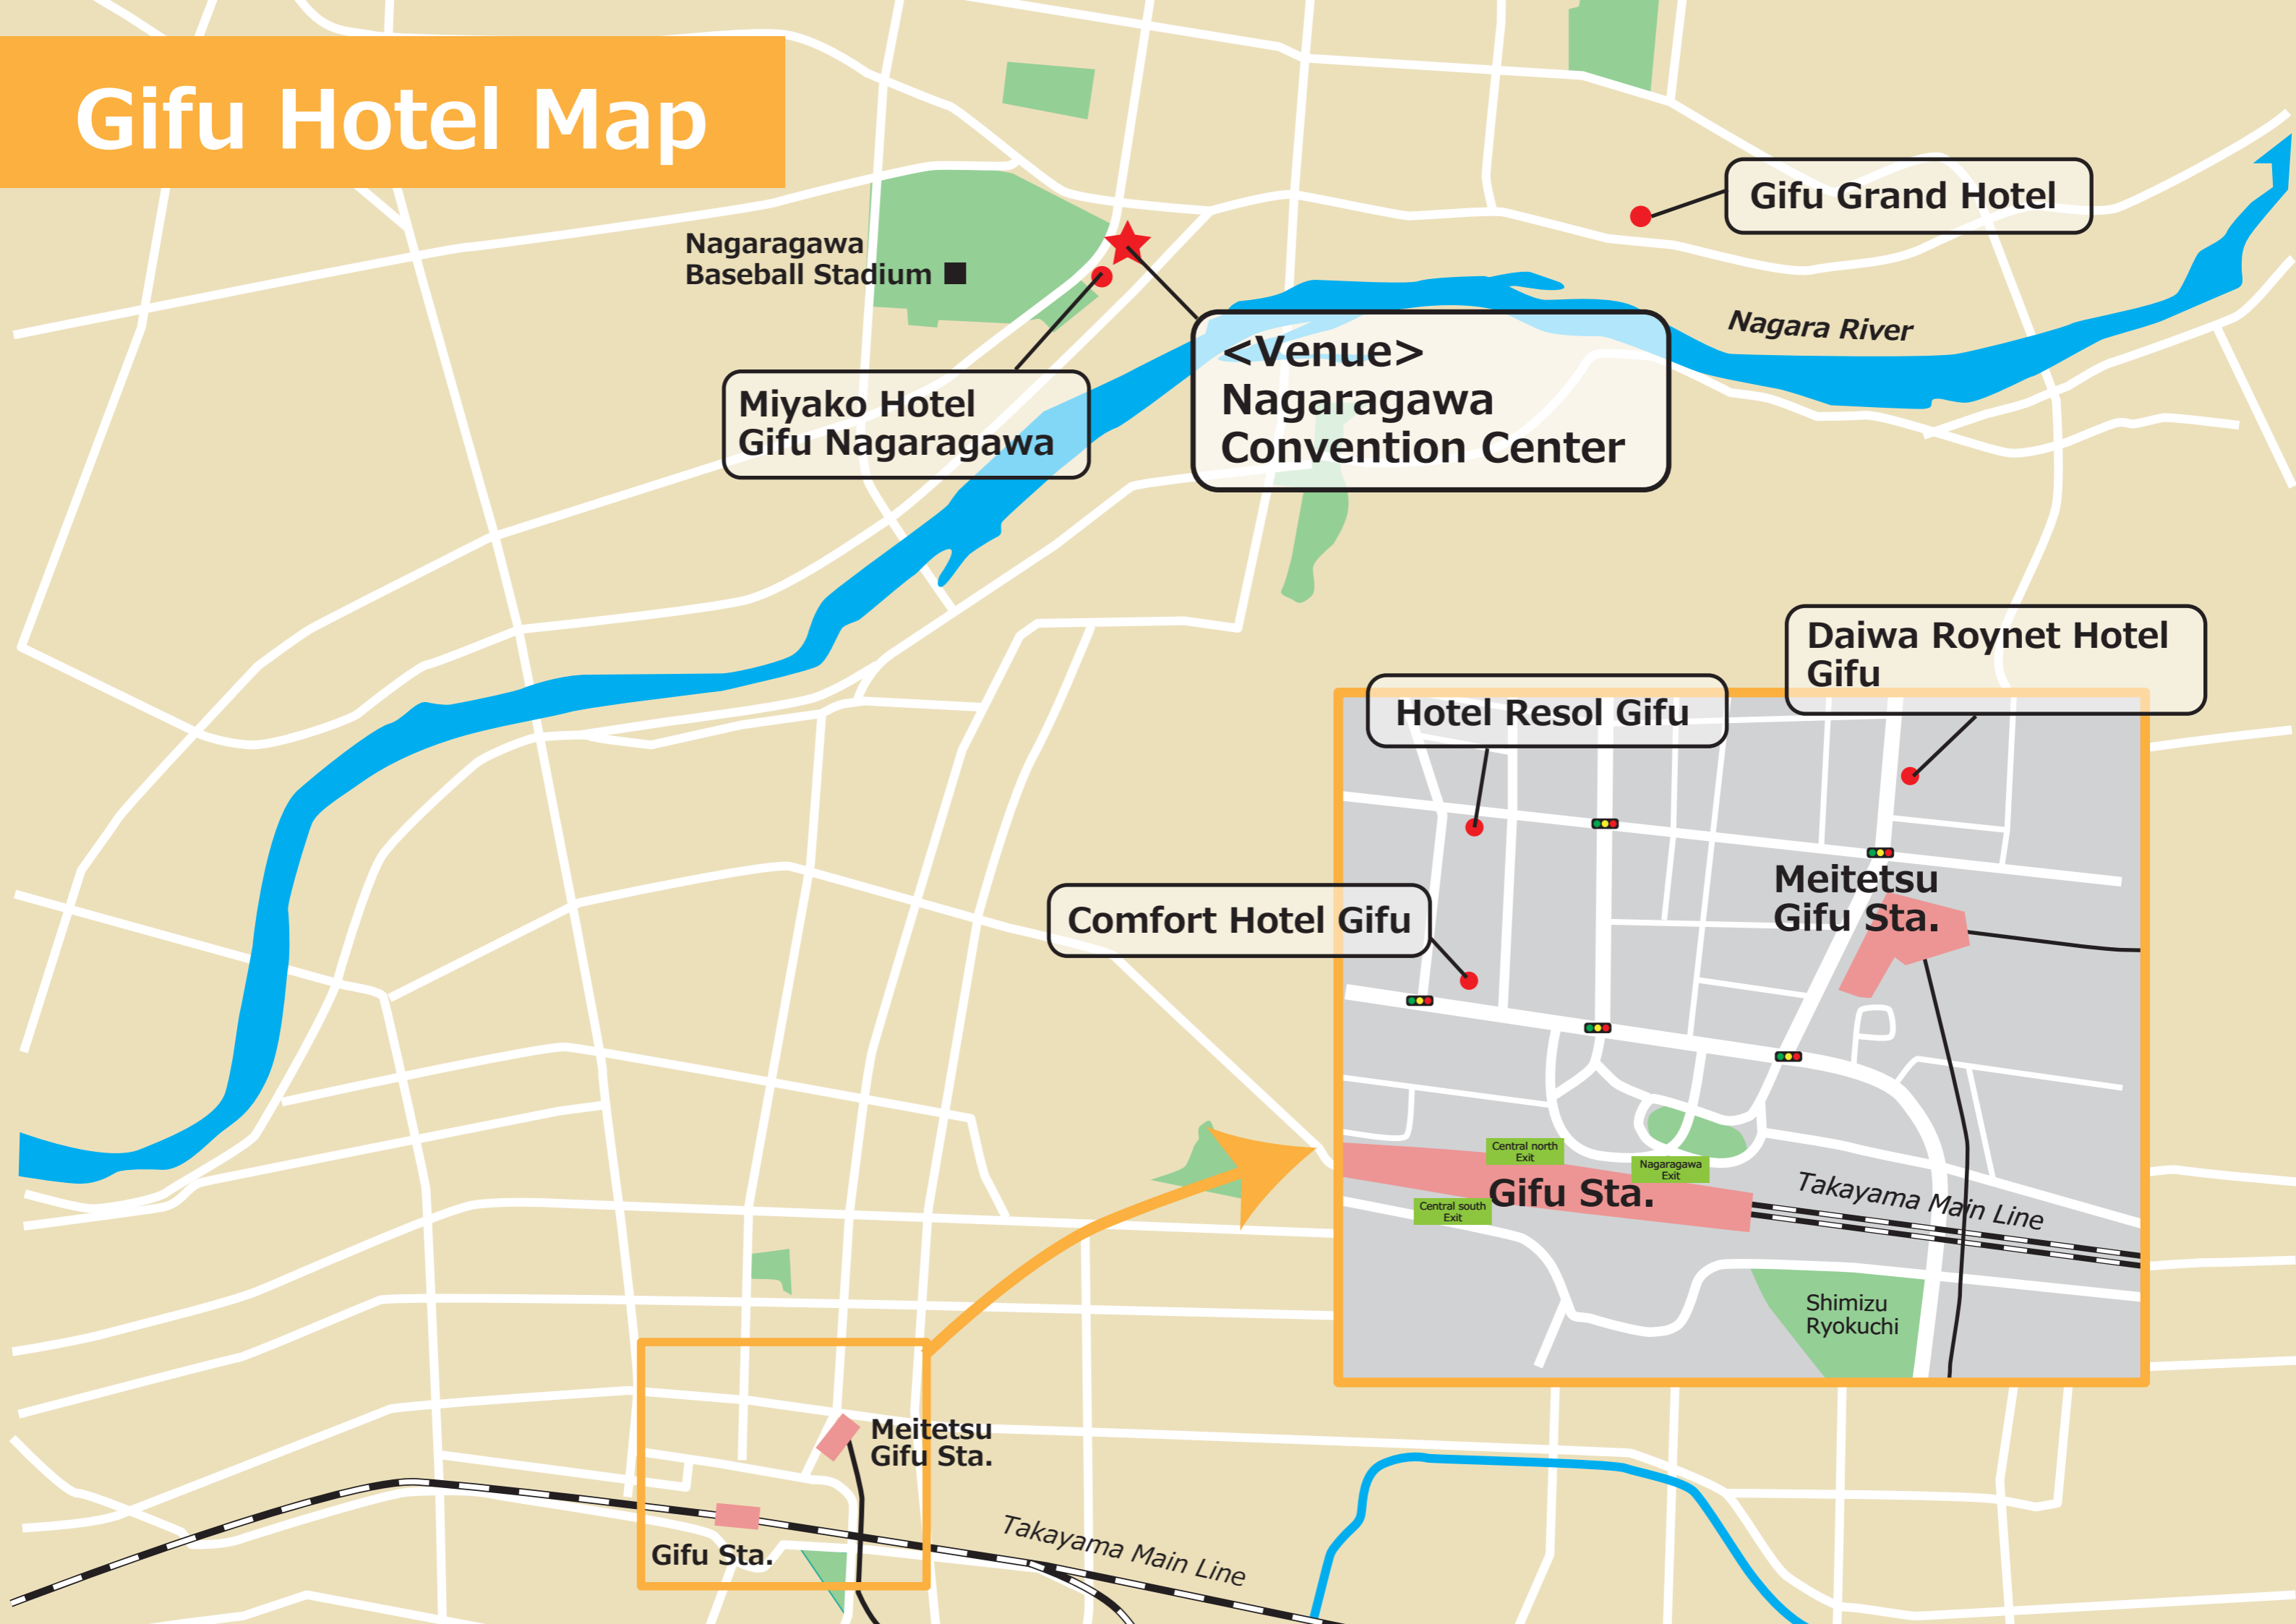 Gifu Hotel Map
Gifu Grand Hotel
Nagaragawa
Baseball Stadium
Nagara River
<Venue>
Nagaragawa
Convention Center
Miyako Hotel
Gifu Nagaragawa
Daiwa Roynet Hotel
Gifu
Hotel Resol Gifu
Meitetsu
Gifu Sta.
Comfort Hotel Gifu
Central north
Exit
Nagaragawa
Exit
Gifu Sta.
Central south
Exit
Takayama Main Line
Shimizu
Ryokuchi
Meitetsu
Gifu Sta.
Gifu Sta.
Takayama Main Line